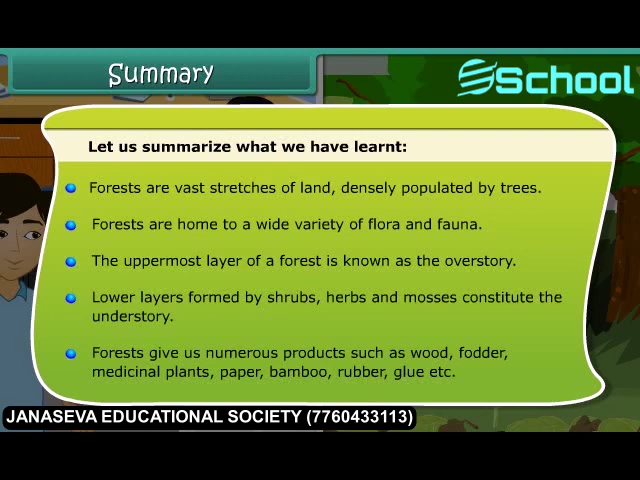 Summary
School
Let us summarize what we have learnt:
Forests are vast stretches of land, densely populated by trees.
Forests are home to a wide variety of flora and fauna.
The uppermost layer of a forest is known as the overstory.
Lower layers formed by shrubs, herbs and mosses constitute the
understory.
Forests give us numerous products such as wood, fodder,
medicinal plants, paper, bamboo, rubber, glue etc.
JANASEVA EDUCATIONAL SOCIETY (7760433113)